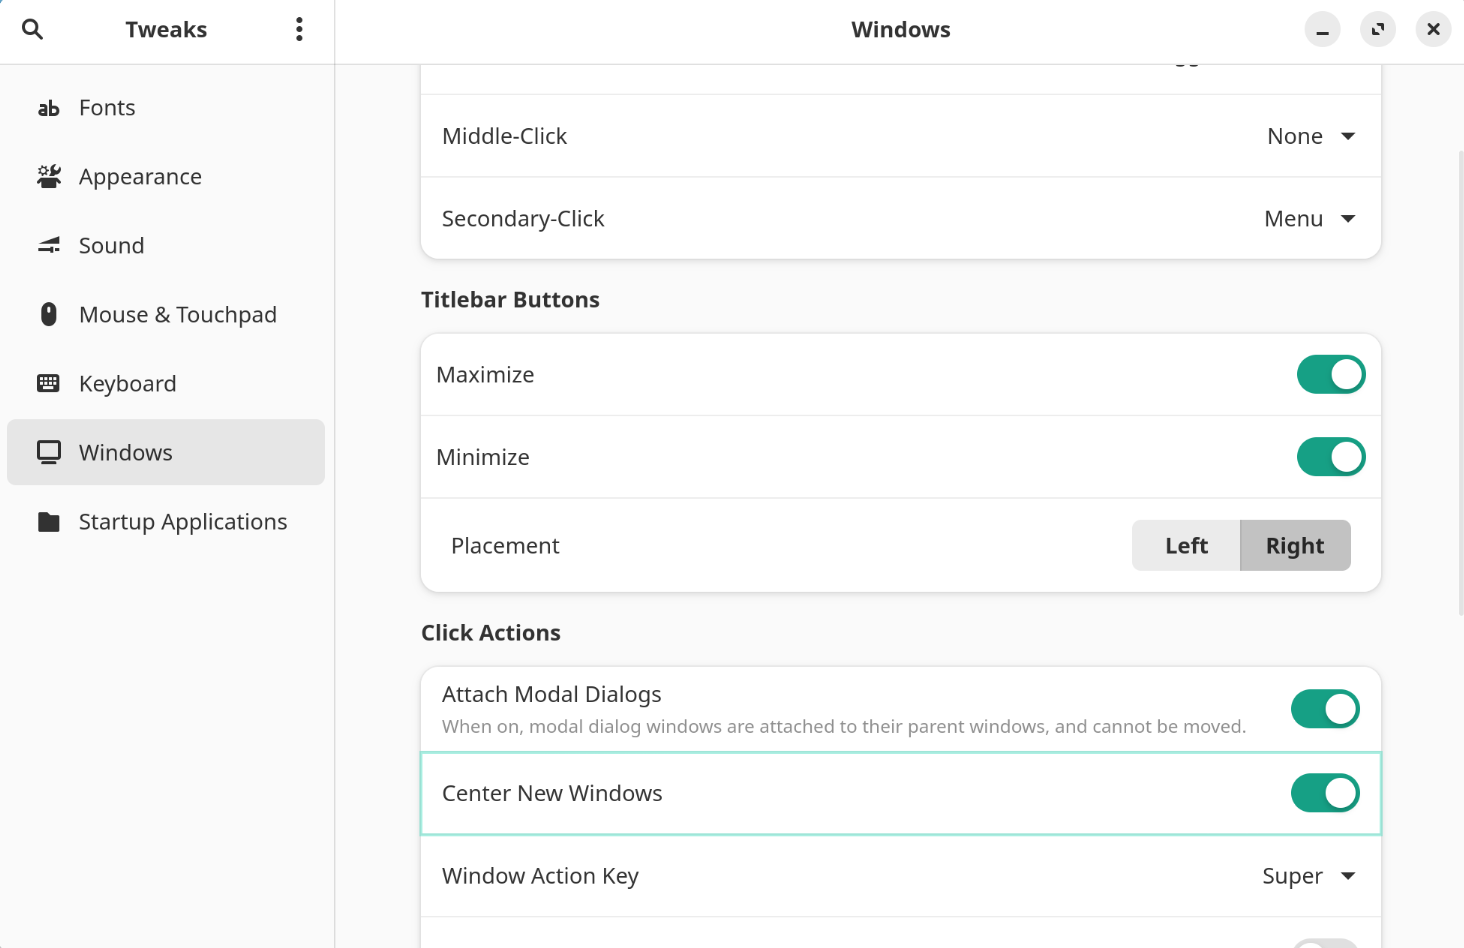 Tweaks
Windows
Fonts
Appearance
Sound
Mouse & Touchpad
Keyboard
Windows
Startup Applications
Middle-Click
None
Secondary-Click
Menu
Titlebar Buttons
Maximize
Minimize
Placement
Left
Right
Click Actions
Attach Modal Dialogs
When on, modal dialog windows are attached to their parent windows, and cannot be moved.
Center New Windows
Window Action Key
Super